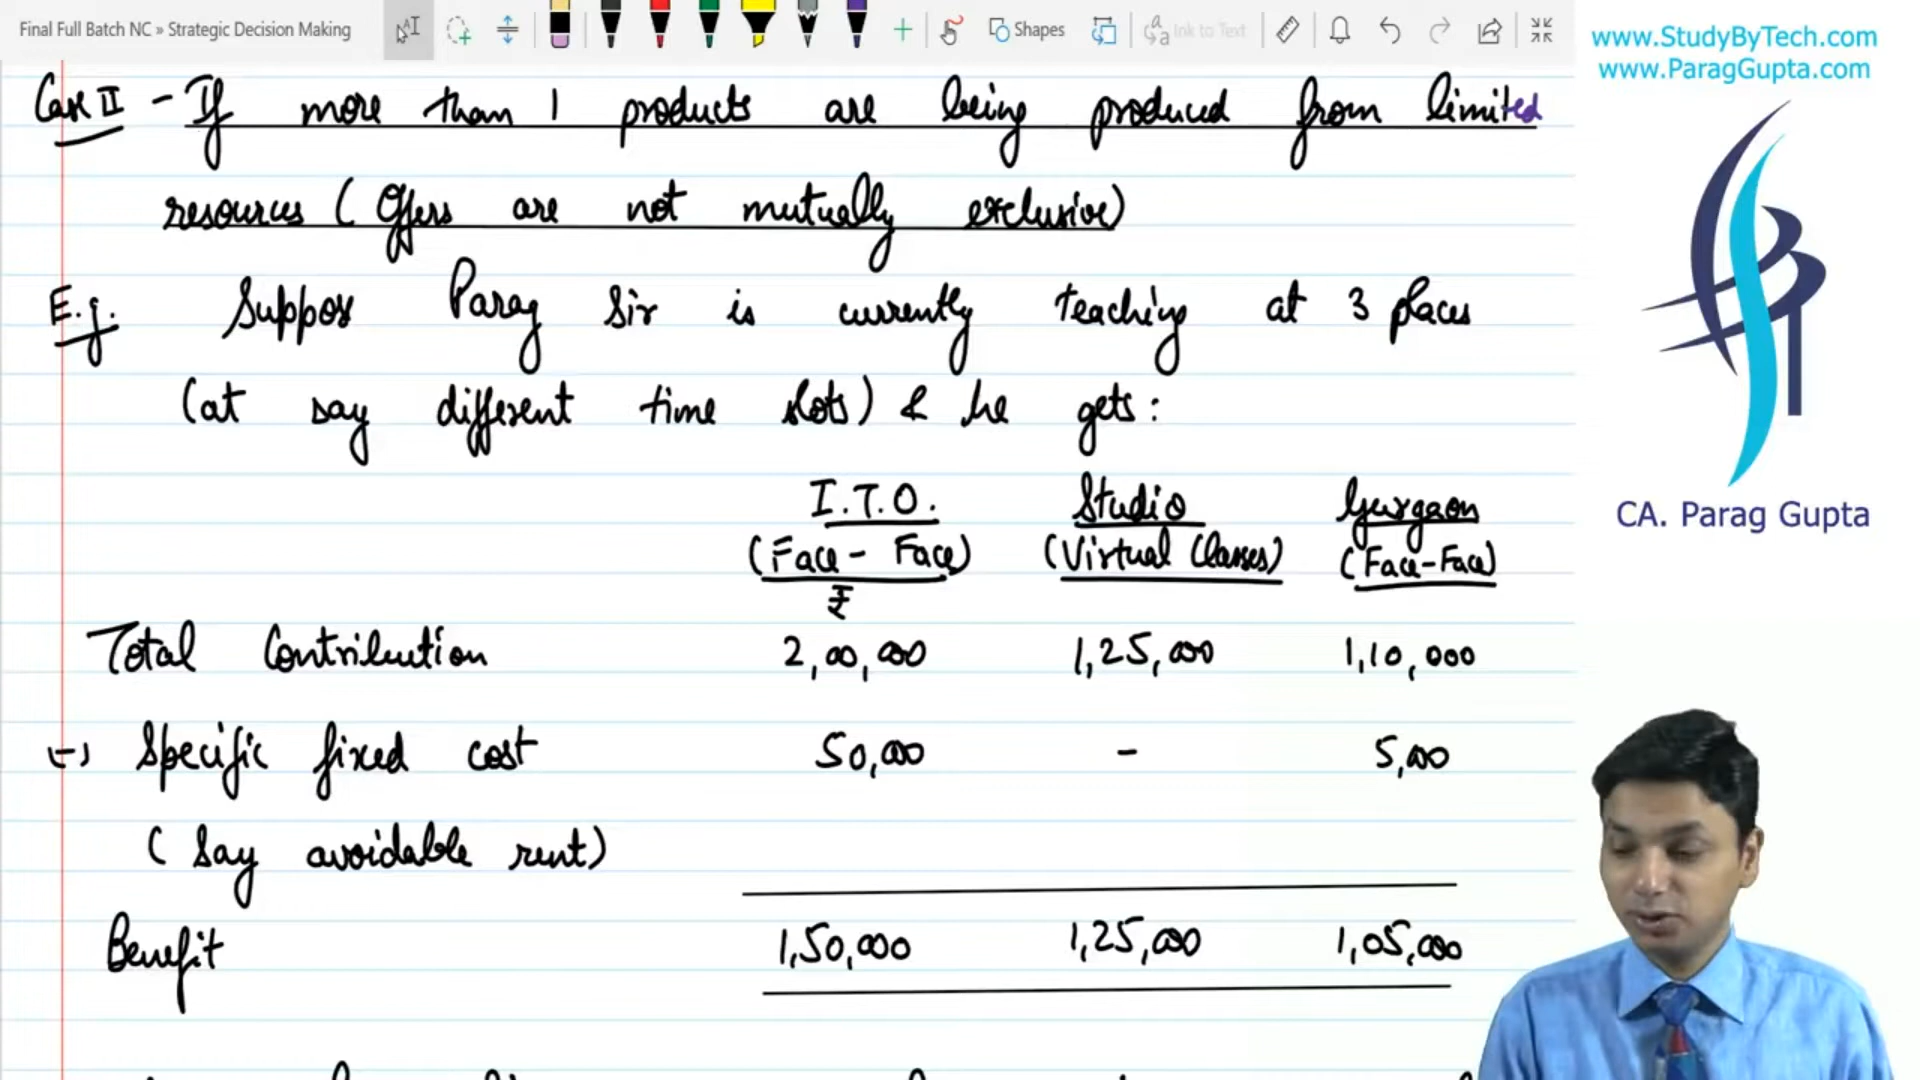 Final Full Batch NC » Strategic Decision Making
Shapes
Ink to Text
www.StudyByTech.com
www.ParagGupta.com
Case II - If more than 1 products are being produced from limited
resources (Offers are not mutually exclusive)
E.g. Suppos Parag Sir is currently teaching at 3 places
(at say different time slots) & he gets:
CA. Parag Gupta
I.T.O. Studio Gurgaon
(Face - Face) (Virtual Classes) (Face-Face)
₹
Total Contribution 2,00,000 1,25,000 1,10,000
(-) Specific fixed cost 50,000 - 5,000
(Say avoidable rent)
Benefit 1,50,000 1,25,000 1,05,000